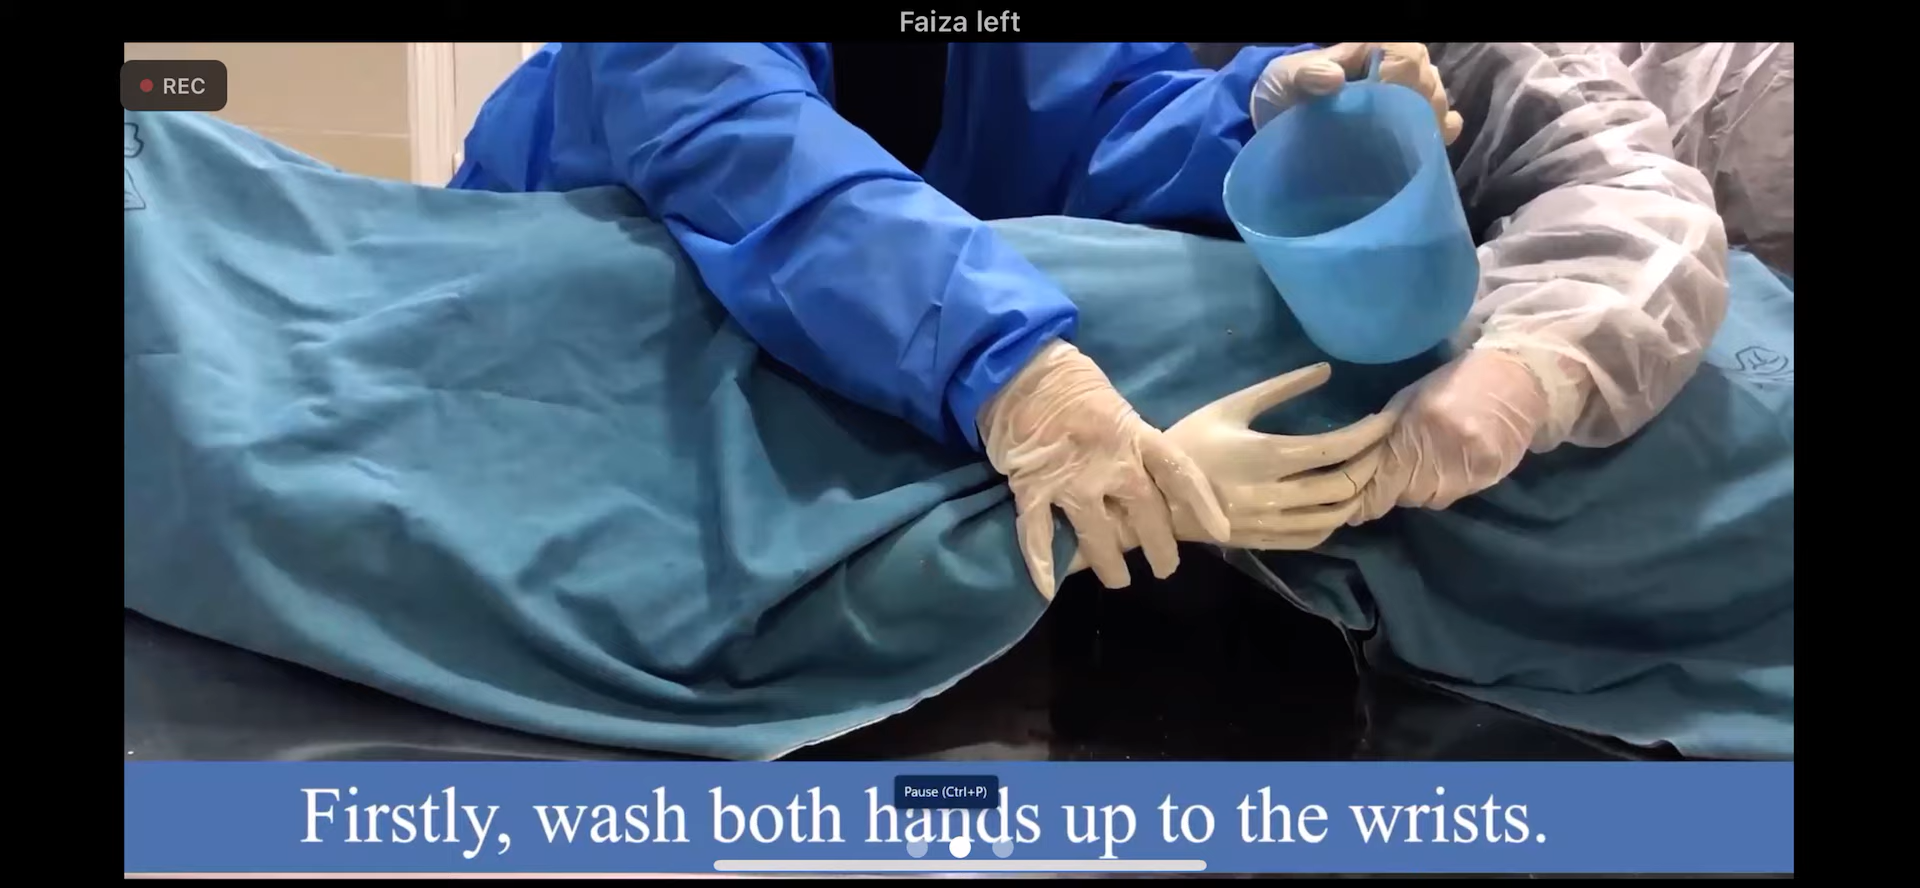 Faiza left
REC
Pause (Ctrl+P)
Firstly, wash both hands up to the wrists.